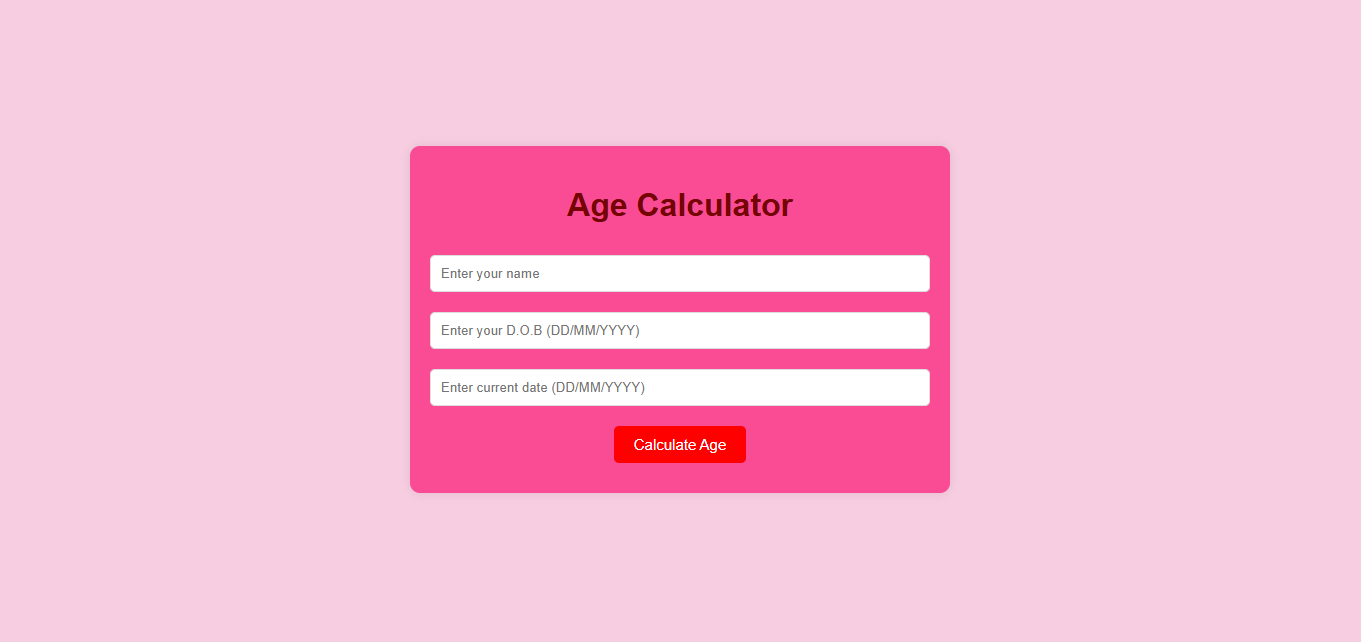 Age Calculator
Enter your name
Enter your D.O.B (DD/MM/YYYY)
Enter current date (DD/MM/YYYY)
Calculate Age